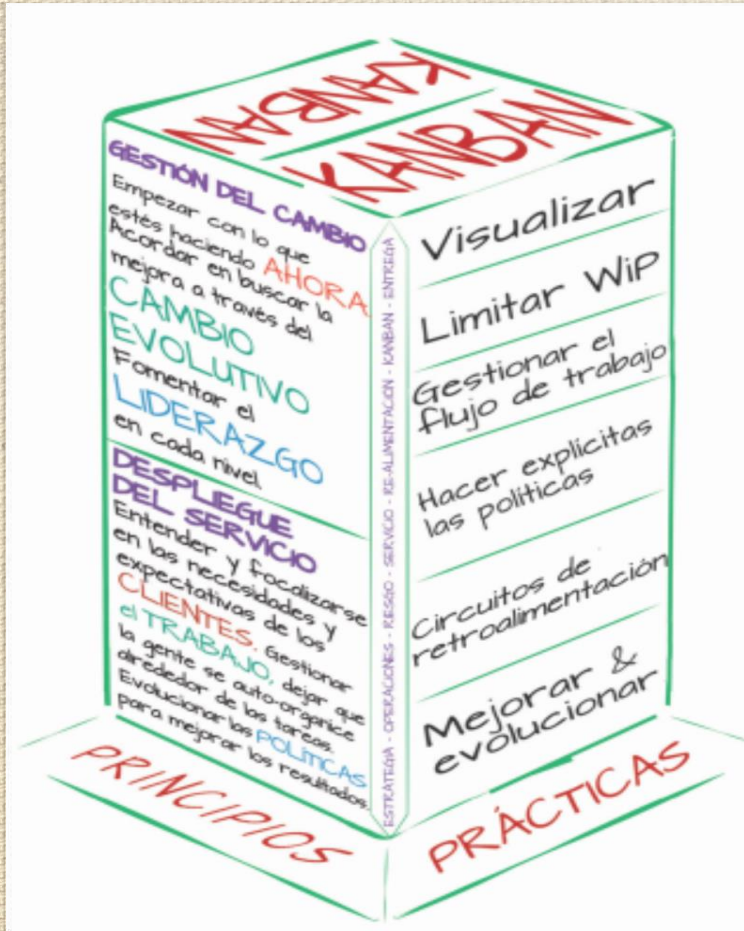 KANBAN
KANBAN
GESTIÓN DEL CAMBIO
Empezar con lo que
estés haciendo AHORA.
Acordar en buscar la
mejora a través del
CAMBIO
EVOLUTIVO
Fomentar el
LIDERAZGO
en cada nivel
DESPLIEGUE
DEL SERVICIO
Entender y focalizarse
en las necesidades y
expectativas de los
CLIENTES. Gestionar
el TRABAJO, dejar que
la gente se auto-organice
alrededor de las tareas.
Evolucionar las POLÍTICAS
para mejorar los resultados.
ESTRATEGIA - OPERACIONES - RIESGO - SERVICIO - RE-ALIMENTACIÓN - KANBAN - ENTREGA
Visualizar
Limitar WiP
Gestionar el
flujo de trabajo
Hacer explícitas
las políticas
Circuitos de
retroalimentación
Mejorar &
evolucionar
PRINCIPIOS
PRÁCTICAS